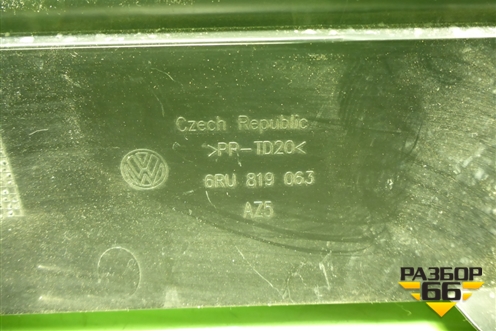 Czech Republic
>PP-TD20<
6RU 819 063
AZ5
РАЗБОР
66